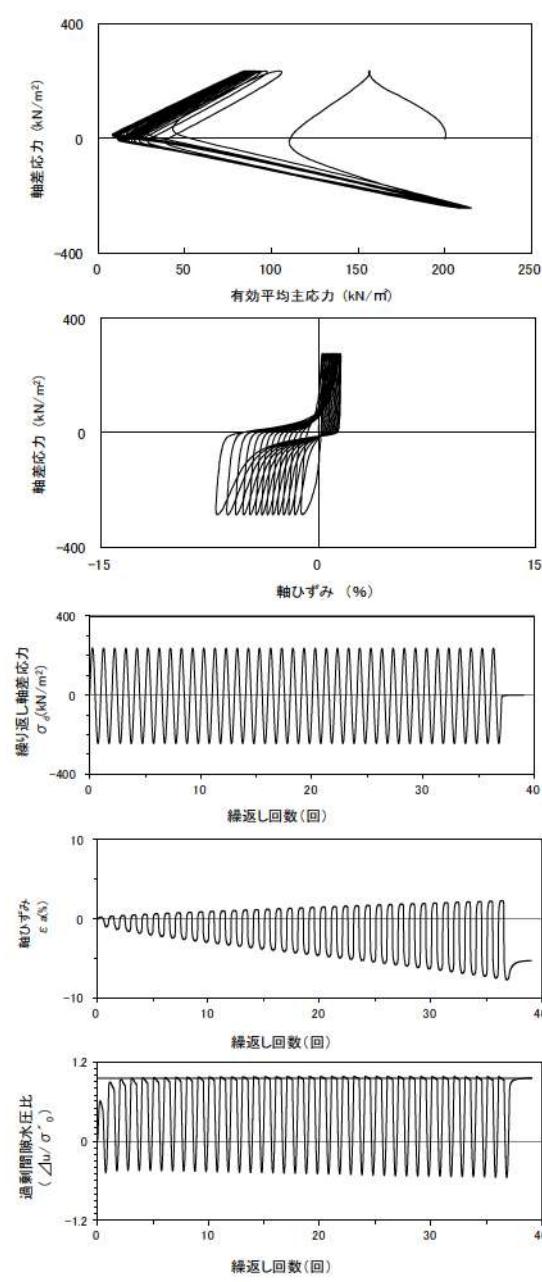 400
0
-400
軸差応力 (kN/m²)
0 50 100 150 200 250
有効平均主応力 (kN/㎡)
400
0
-400
軸差応力 (kN/m²)
-15 0 15
軸ひずみ (%)
400
0
-400
繰り返し軸差応力
σd(kN/m²)
0 10 20 30 40
繰返し回数(回)
10
0
-10
軸ひずみ
εa(%)
0 10 20 30 40
繰返し回数(回)
1.2
0
-1.2
過剰間隙水圧比
(⊿u/σ´0)
0 10 20 30 40
繰返し回数(回)